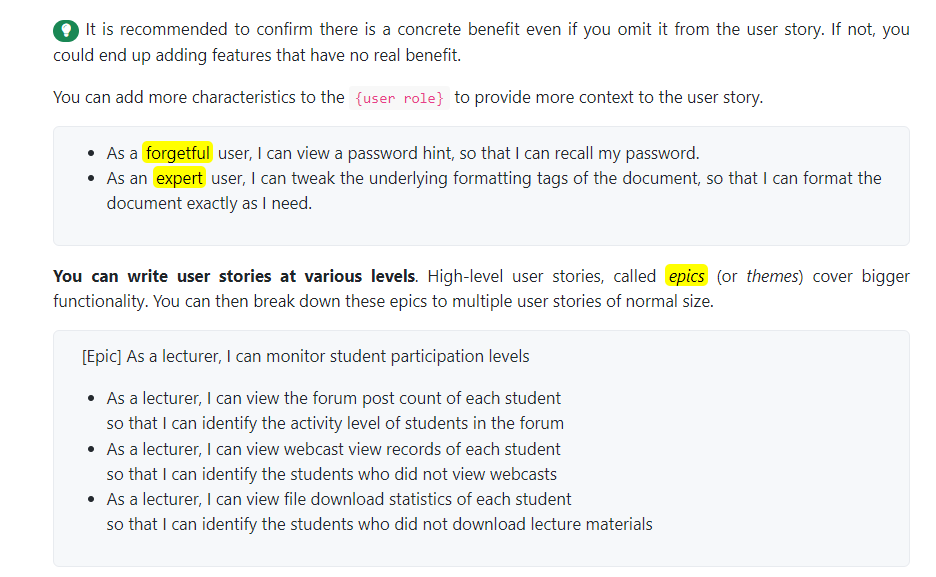 It is recommended to confirm there is a concrete benefit even if you omit it from the user story. If not, you
could end up adding features that have no real benefit.
You can add more characteristics to the {user role} to provide more context to the user story.
• As a forgetful user, I can view a password hint, so that I can recall my password.
• As an expert user, I can tweak the underlying formatting tags of the document, so that I can format the
document exactly as I need.
You can write user stories at various levels. High-level user stories, called epics (or themes) cover bigger
functionality. You can then break down these epics to multiple user stories of normal size.
[Epic] As a lecturer, I can monitor student participation levels
• As a lecturer, I can view the forum post count of each student
so that I can identify the activity level of students in the forum
• As a lecturer, I can view webcast view records of each student
so that I can identify the students who did not view webcasts
• As a lecturer, I can view file download statistics of each student
so that I can identify the students who did not download lecture materials